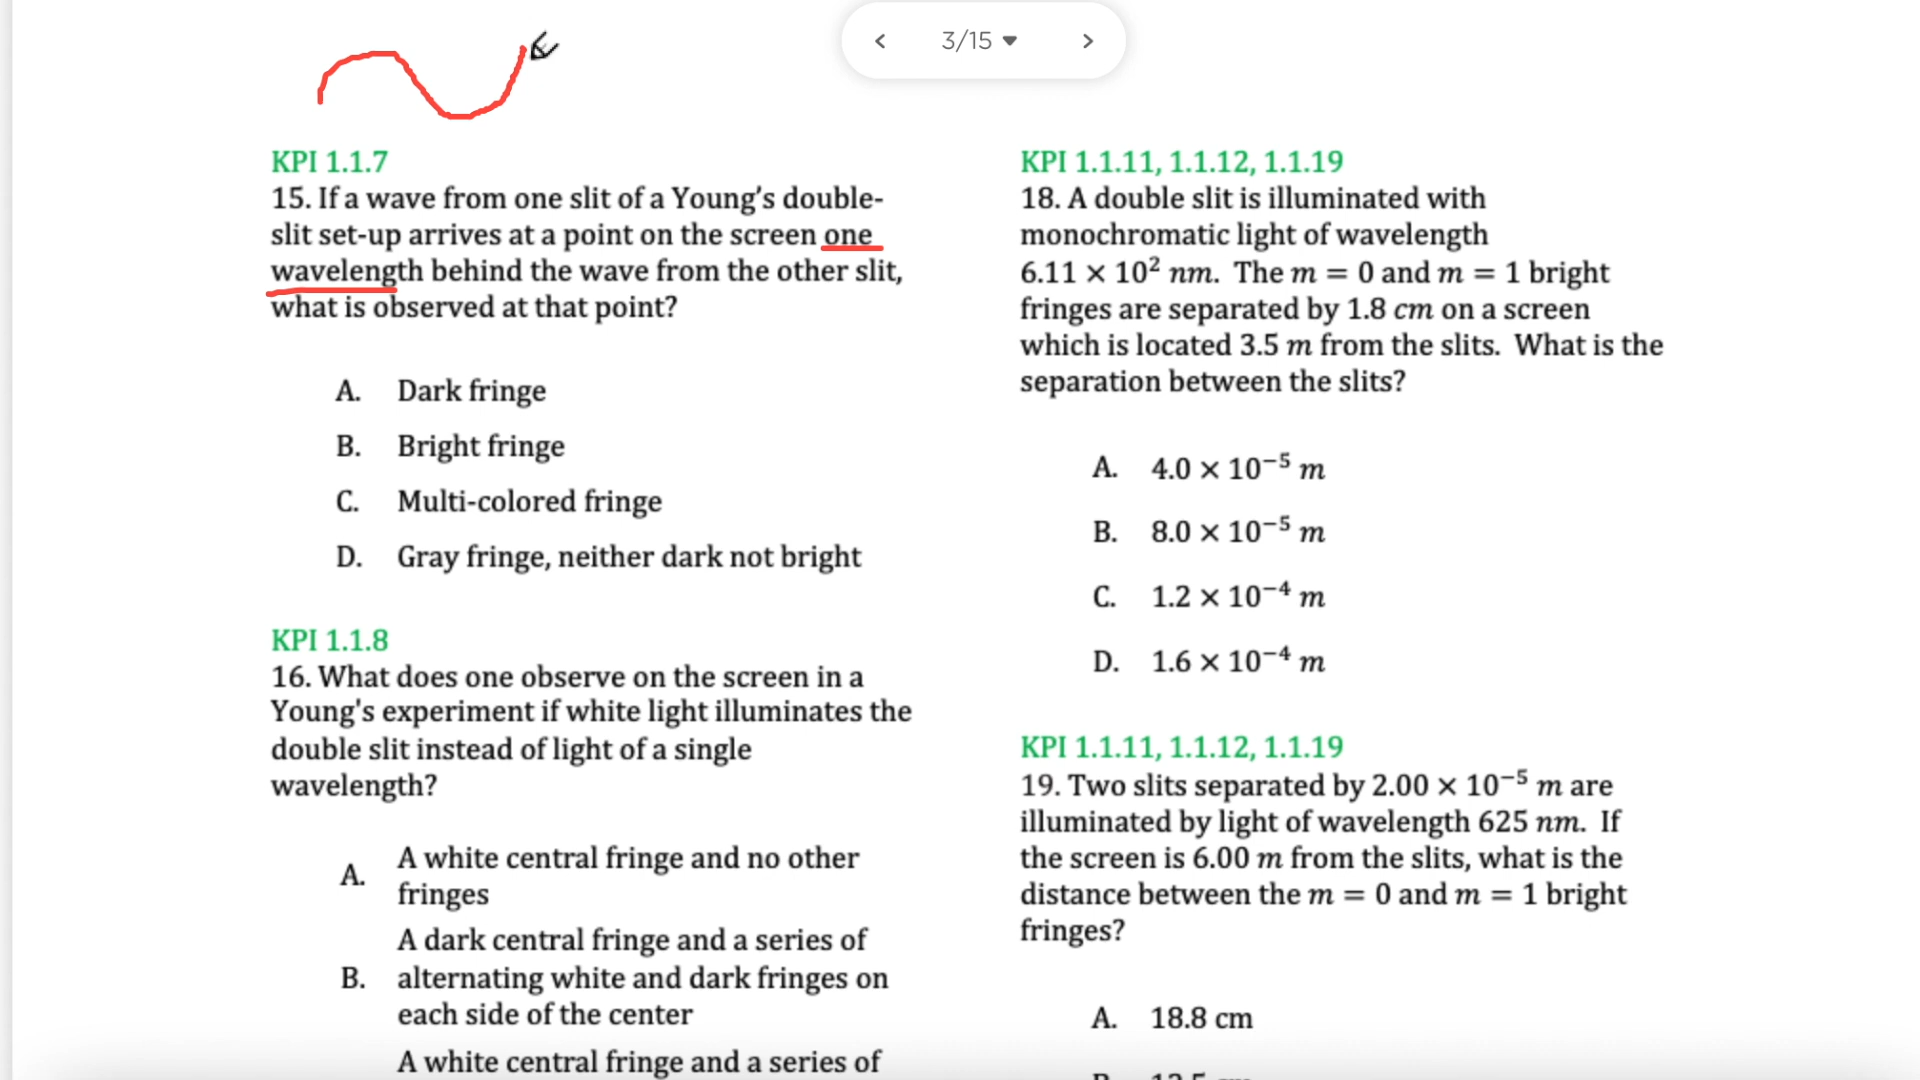 3/15
KPI 1.1.7
15. If a wave from one slit of a Young's double-
slit set-up arrives at a point on the screen one
wavelength behind the wave from the other slit,
what is observed at that point?
A. Dark fringe
B. Bright fringe
C. Multi-colored fringe
D. Gray fringe, neither dark not bright
KPI 1.1.8
16. What does one observe on the screen in a
Young's experiment if white light illuminates the
double slit instead of light of a single
wavelength?
A. A white central fringe and no other
fringes
A dark central fringe and a series of
B. alternating white and dark fringes on
each side of the center
A white central fringe and a series of
KPI 1.1.11, 1.1.12, 1.1.19
18. A double slit is illuminated with
monochromatic light of wavelength
6.11 × 10² nm. The m = 0 and m = 1 bright
fringes are separated by 1.8 cm on a screen
which is located 3.5 m from the slits. What is the
separation between the slits?
A. 4.0 × 10⁻⁵ m
B. 8.0 × 10⁻⁵ m
C. 1.2 × 10⁻⁴ m
D. 1.6 × 10⁻⁴ m
KPI 1.1.11, 1.1.12, 1.1.19
19. Two slits separated by 2.00 × 10⁻⁵ m are
illuminated by light of wavelength 625 nm. If
the screen is 6.00 m from the slits, what is the
distance between the m = 0 and m = 1 bright
fringes?
A. 18.8 cm